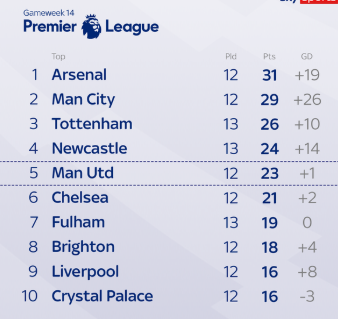 sky sports
Gameweek 14
Premier League
Top Pld Pts GD
1 Arsenal 12 31 +19
2 Man City 12 29 +26
3 Tottenham 13 26 +10
4 Newcastle 13 24 +14
5 Man Utd 12 23 +1
6 Chelsea 12 21 +2
7 Fulham 13 19 0
8 Brighton 12 18 +4
9 Liverpool 12 16 +8
10 Crystal Palace 12 16 -3